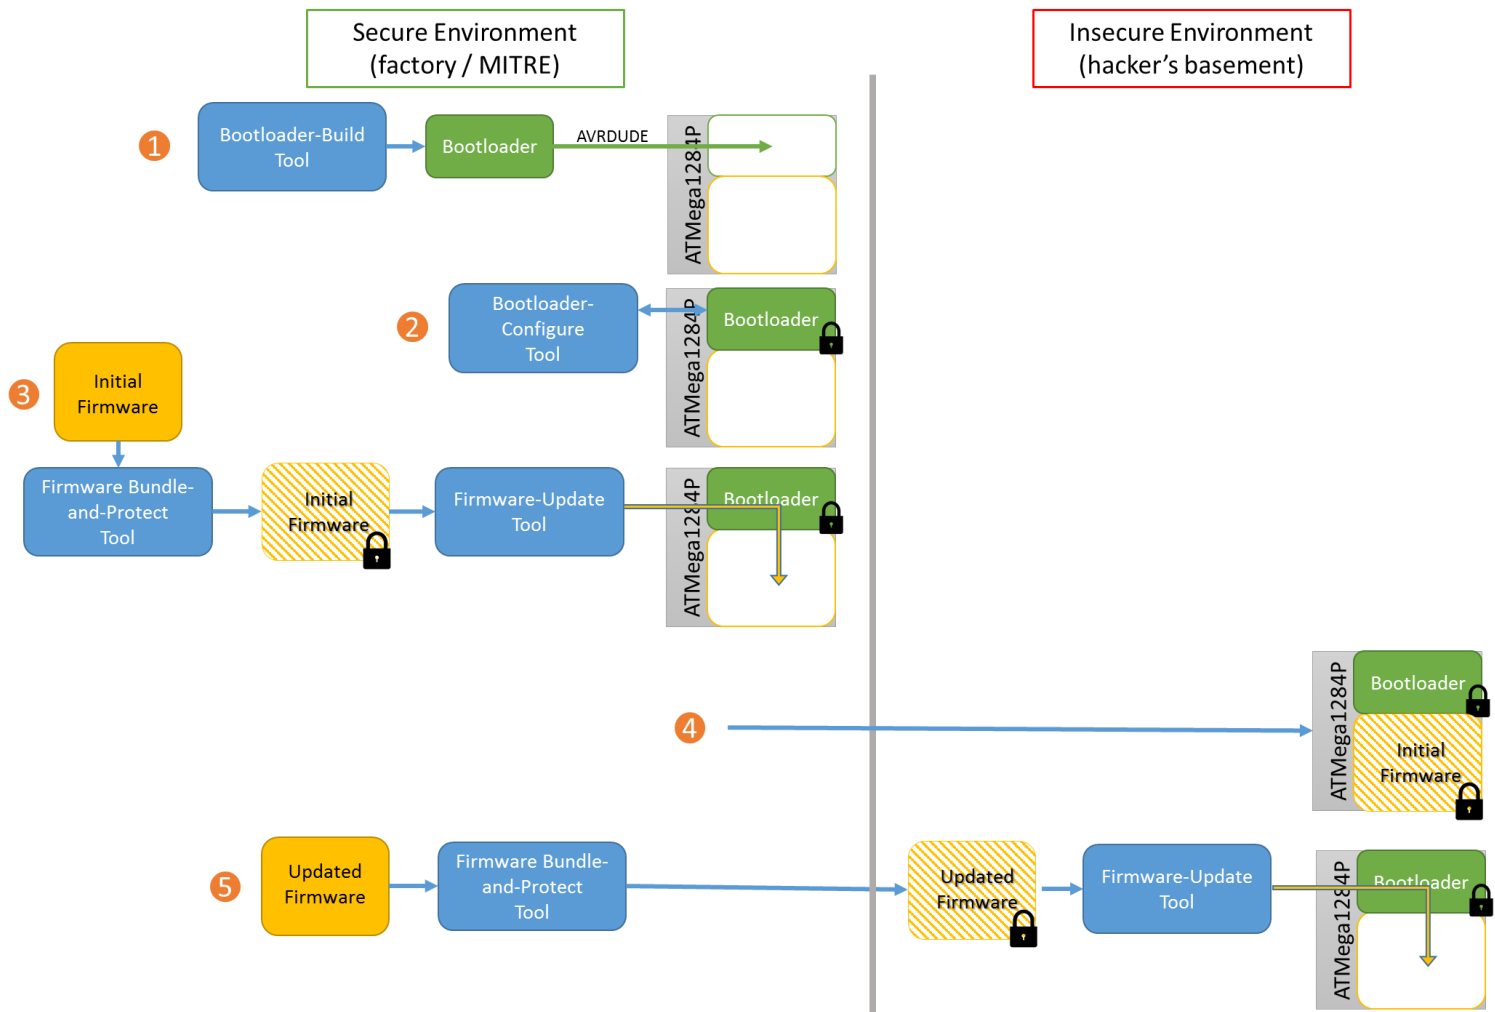 Secure Environment
(factory / MITRE)
Insecure Environment
(hacker's basement)
1
Bootloader-Build
Tool
Bootloader
AVRDUDE
ATMega1284P
2
Bootloader-
Configure
Tool
ATMega1284P
Bootloader
3
Initial
Firmware
Firmware Bundle-
and-Protect
Tool
Initial
Firmware
Firmware-Update
Tool
ATMega1284P
Bootloader
4
ATMega1284P
Bootloader
Initial
Firmware
5
Updated
Firmware
Firmware Bundle-
and-Protect
Tool
Updated
Firmware
Firmware-Update
Tool
ATMega1284P
Bootloader